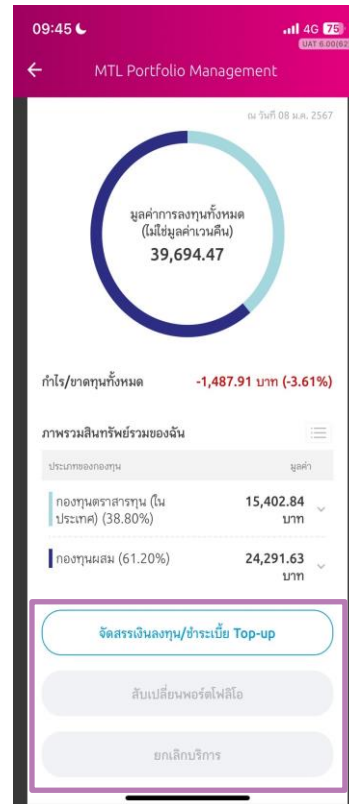 09:45
4G 75
UAT 6.00(62
MTL Portfolio Management
ณ วันที่ 08 ม.ค. 2567
มูลค่าการลงทุนทั้งหมด
(ไม่ใช่มูลค่าเวนคืน)
39,694.47
กำไร/ขาดทุนทั้งหมด -1,487.91 บาท (-3.61%)
ภาพรวมสินทรัพย์รวมของฉัน
ประเภทของกองทุน มูลค่า
กองทุนตราสารทุน (ใน 15,402.84
ประเทศ) (38.80%) บาท
กองทุนผสม (61.20%) 24,291.63
บาท
จัดสรรเงินลงทุน/ชำระเบี้ย Top-up
สับเปลี่ยนพอร์ตโฟลิโอ
ยกเลิกบริการ